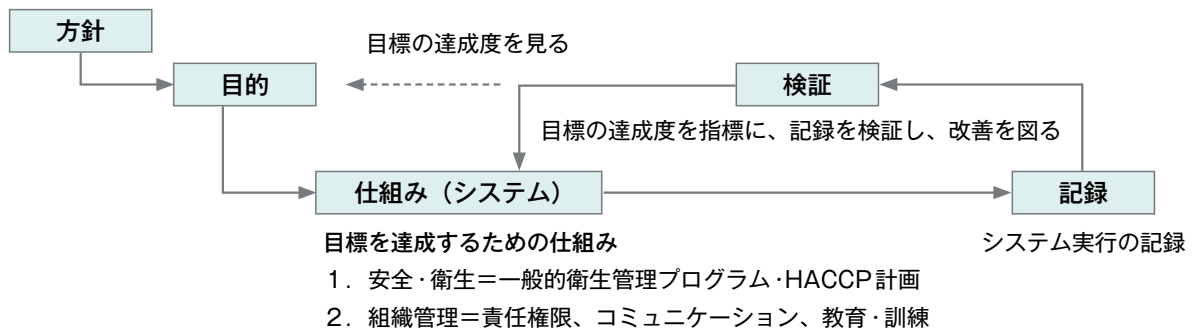 方針
目標の達成度を見る
目的
検証
目標の達成度を指標に、記録を検証し、改善を図る
仕組み（システム）
記録
目標を達成するための仕組み
システム実行の記録
1．安全・衛生＝一般的衛生管理プログラム・HACCP計画
2．組織管理＝責任権限、コミュニケーション、教育・訓練